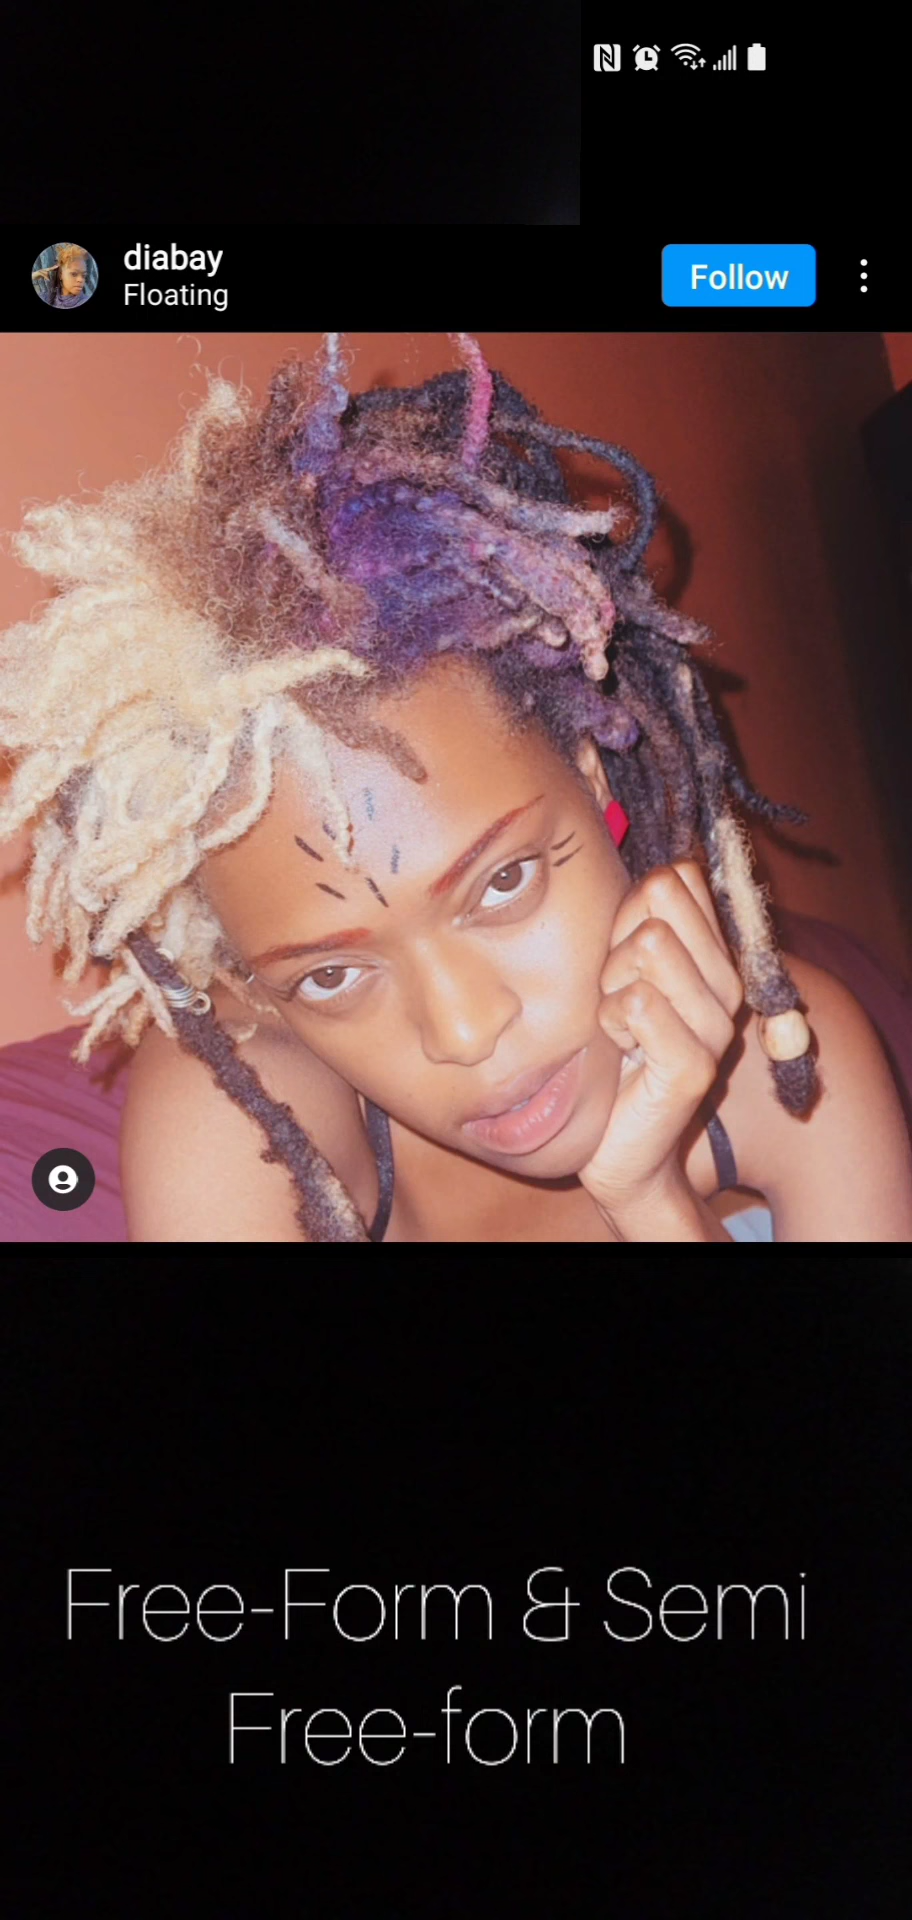 diabay
Floating
Follow
Free-Form & Semi
Free-form